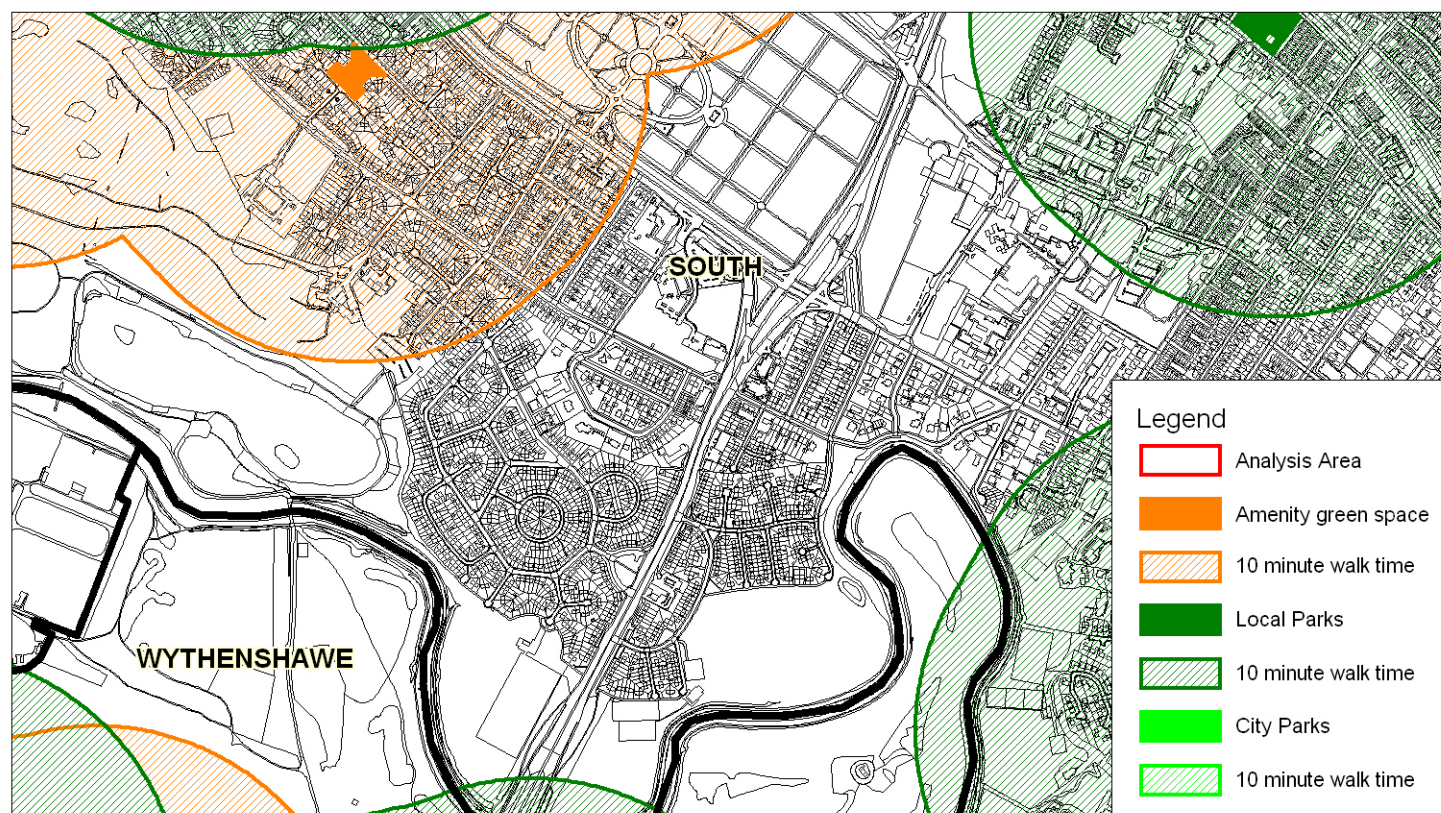 SOUTH
WYTHENSHAWE
Legend
Analysis Area
Amenity green space
10 minute walk time
Local Parks
10 minute walk time
City Parks
10 minute walk time